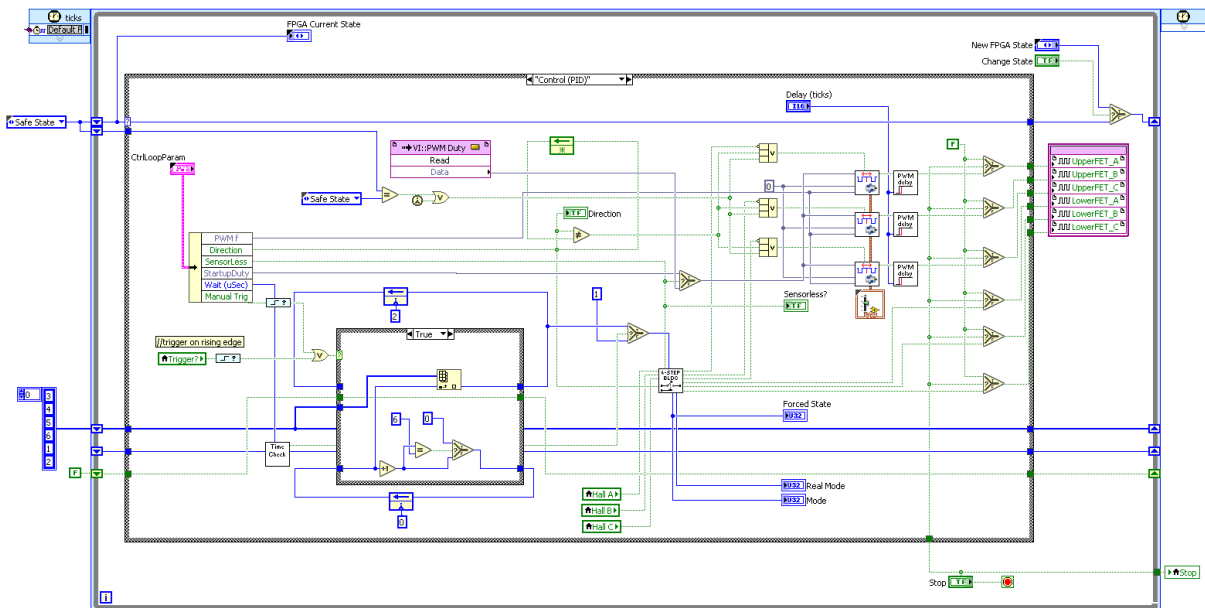 ticks
Default R
FPGA Current State
New FPGA State
Change State
TF
"Control (PID)"
Delay (ticks)
I16
Safe State
VI::PWM Duty
Read
Data
F
UpperFET_A
UpperFET_B
UpperFET_C
LowerFET_A
LowerFET_B
LowerFET_C
CtrlLoopParam
Safe State
0
PWM delay
PWM delay
PWM delay
TF
Direction
PWM f
Direction
SensorLess
StartupDuty
Wait (uSec)
Manual Trig
2
1
Sensorless?
TF
//trigger on rising edge
Trigger?
True
6-STEP
BLDC
Forced State
U32
0
3
4
5
6
1
2
6
0
Time
Check
+1
F
0
Hall A
Hall B
Hall C
U32
Real Mode
U32
Mode
Stop
TF
Stop
i